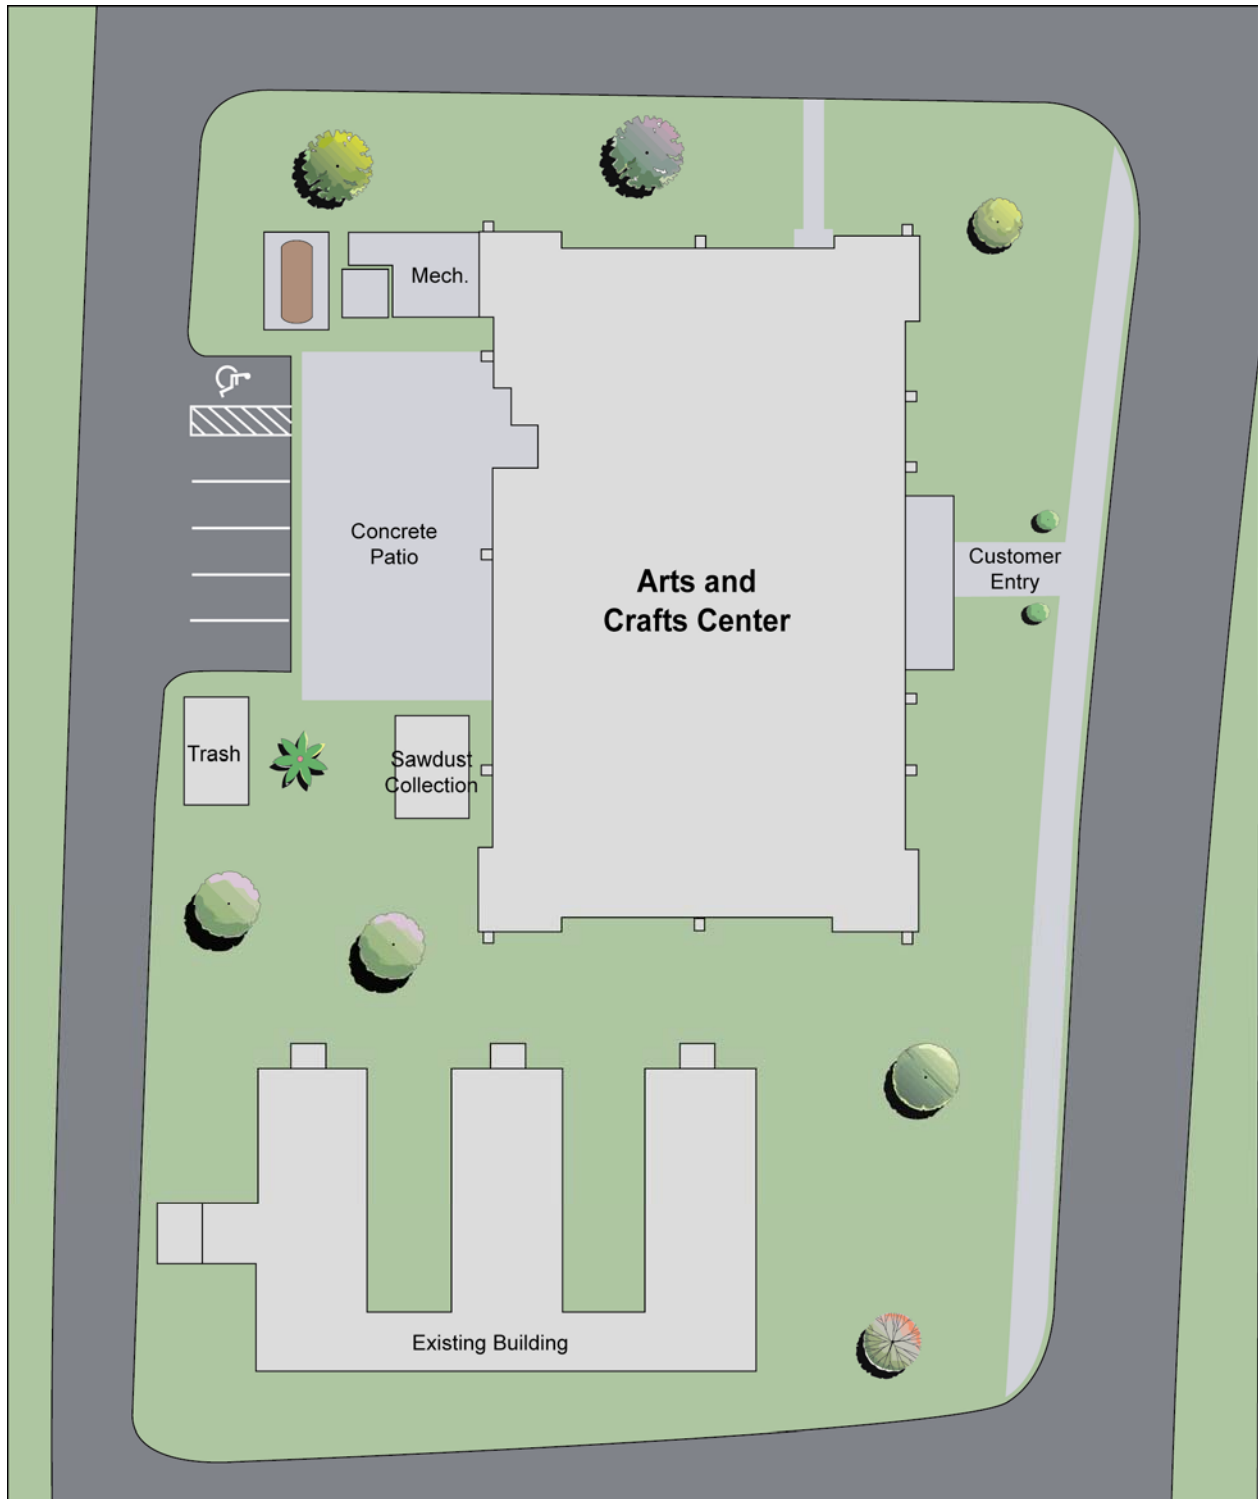 Mech.
Concrete
Patio
Arts and
Crafts Center
Customer
Entry
Trash
Sawdust
Collection
Existing Building